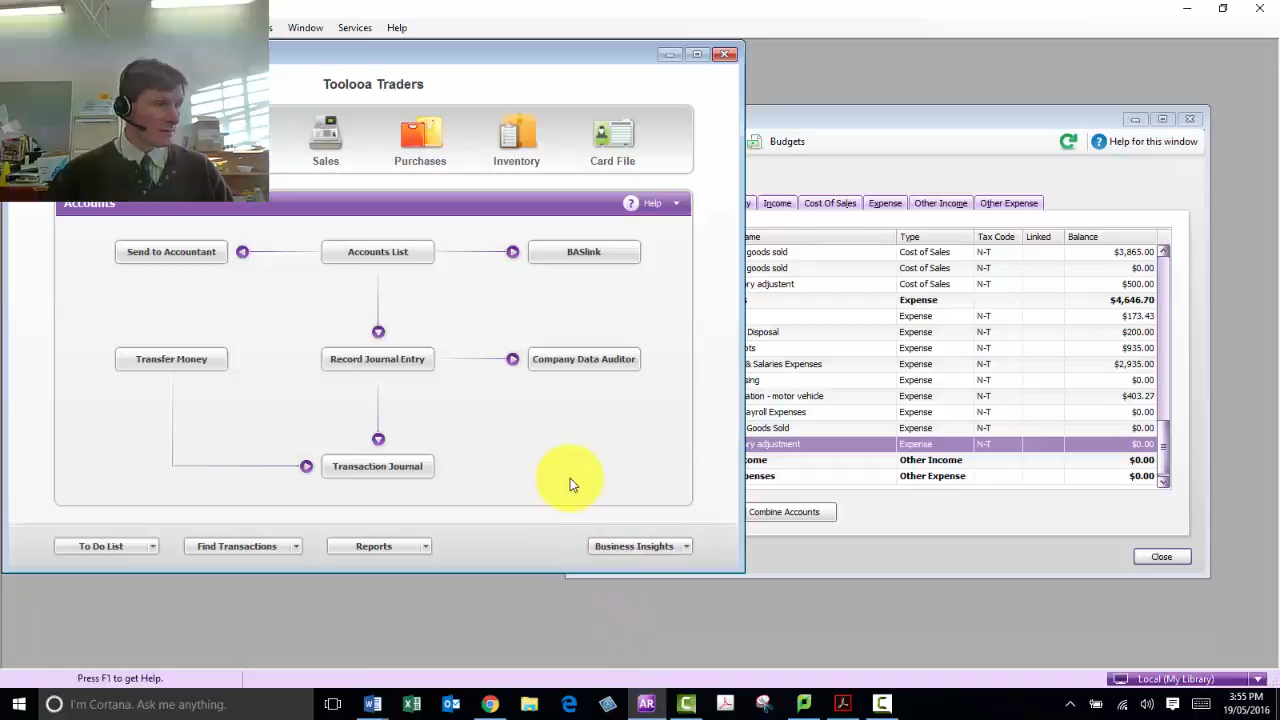 Window Services Help
Toolooa Traders
Sales Purchases Inventory Card File
Accounts
Help
Send to Accountant Accounts List BASlink
Transfer Money Record Journal Entry Company Data Auditor
Transaction Journal
To Do List Find Transactions Reports Business Insights
Budgets
Help for this window
Income Cost Of Sales Expense Other Income Other Expense
Type Tax Code Linked Balance
goods sold Cost of Sales N-T $3,865.00
goods sold Cost of Sales N-T $0.00
ory adjustent Cost of Sales N-T $500.00
Expense $4,646.70
Expense N-T $173.43
Disposal Expense N-T $200.00
Expense N-T $935.00
& Salaries Expenses Expense N-T $2,935.00
Expense N-T $0.00
ation - motor vehicle Expense N-T $403.27
ayroll Expenses Expense N-T $0.00
Goods Sold Expense N-T $0.00
ory adjustment Expense N-T $0.00
Other Income $0.00
Other Expense $0.00
Combine Accounts
Close
Press F1 to get Help.
Local (My Library)
I'm Cortana. Ask me anything.
AR
3:55 PM
19/05/2016